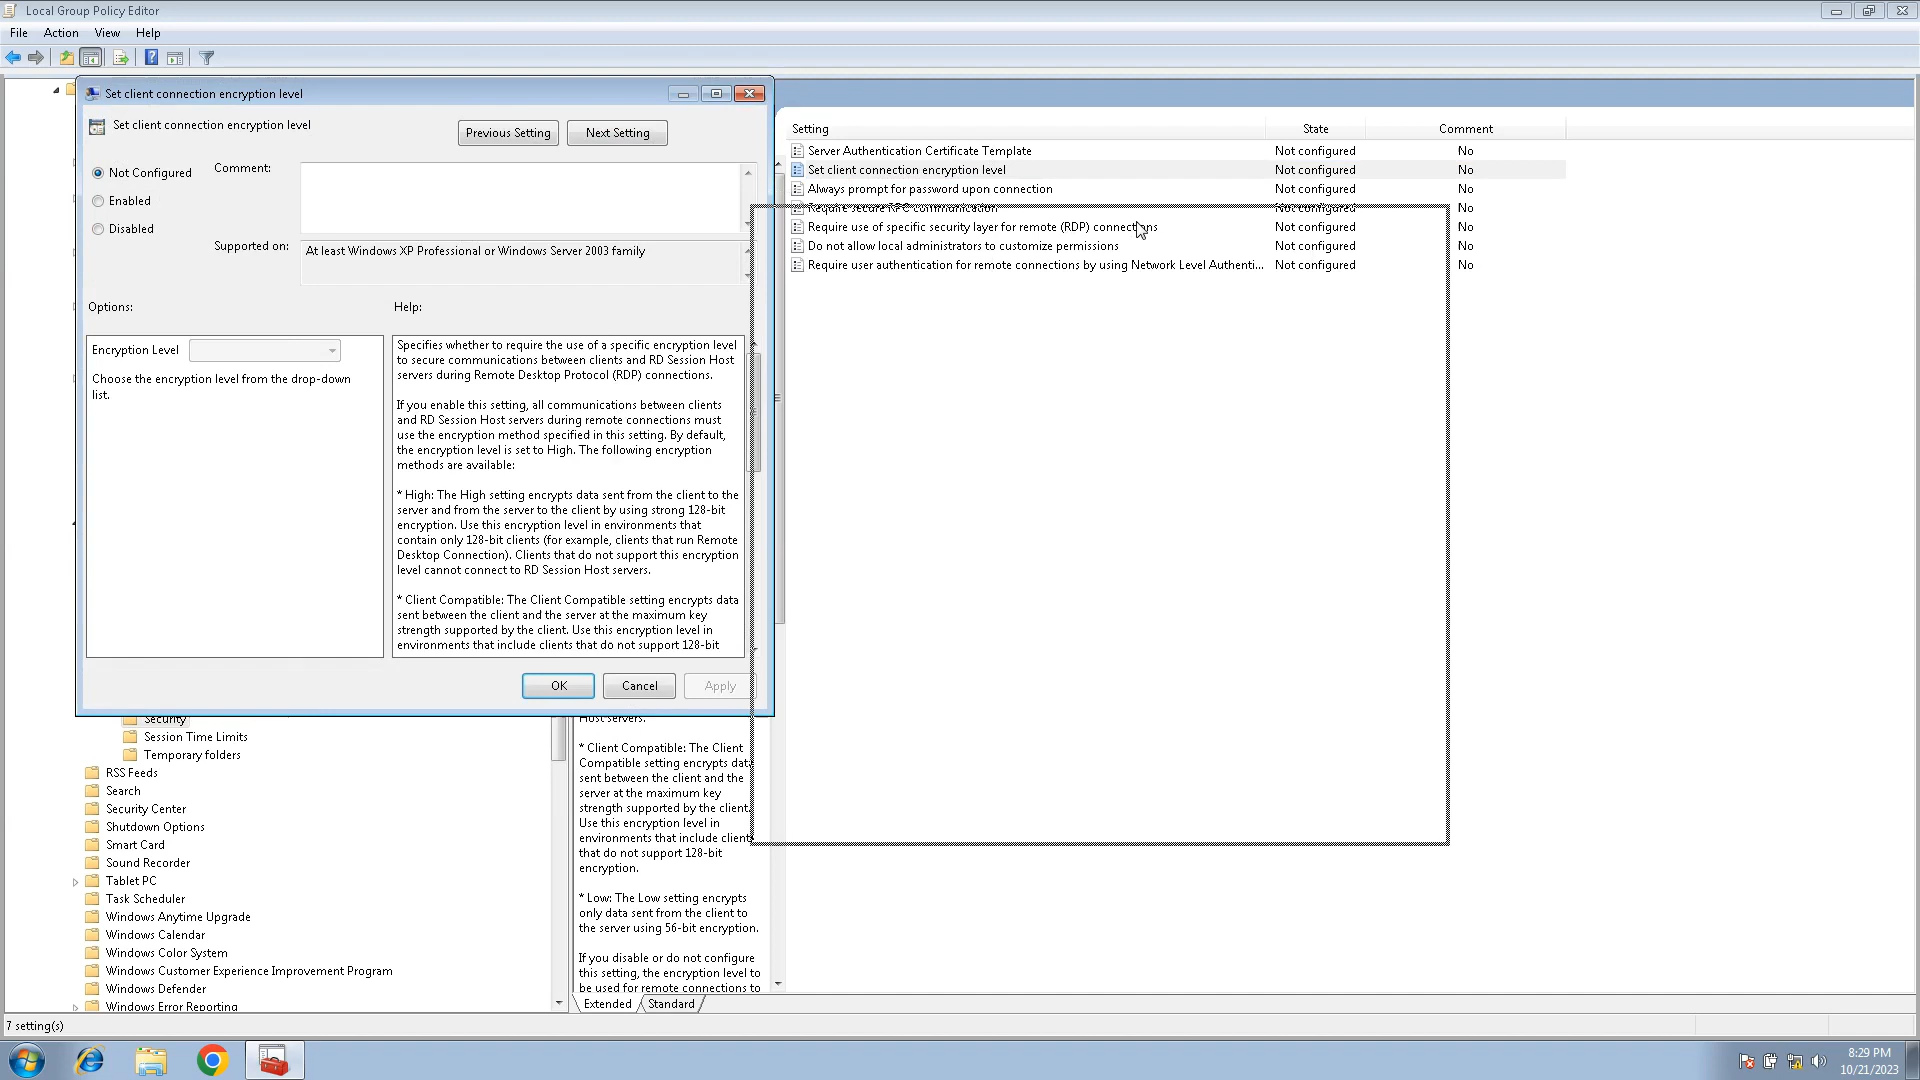 Local Group Policy Editor
File Action View Help
Set client connection encryption level
Set client connection encryption level
Previous Setting
Next Setting
Not Configured
Enabled
Disabled
Comment:
Supported on:
At least Windows XP Professional or Windows Server 2003 family
Options:
Help:
Encryption Level
Choose the encryption level from the drop-down
list.
Specifies whether to require the use of a specific encryption level
to secure communications between clients and RD Session Host
servers during Remote Desktop Protocol (RDP) connections.
If you enable this setting, all communications between clients
and RD Session Host servers during remote connections must
use the encryption method specified in this setting. By default,
the encryption level is set to High. The following encryption
methods are available:
* High: The High setting encrypts data sent from the client to the
server and from the server to the client by using strong 128-bit
encryption. Use this encryption level in environments that
contain only 128-bit clients (for example, clients that run Remote
Desktop Connection). Clients that do not support this encryption
level cannot connect to RD Session Host servers.
* Client Compatible: The Client Compatible setting encrypts data
sent between the client and the server at the maximum key
strength supported by the client. Use this encryption level in
environments that include clients that do not support 128-bit
OK
Cancel
Apply
Setting State Comment
Server Authentication Certificate Template Not configured No
Set client connection encryption level Not configured No
Always prompt for password upon connection Not configured No
Require secure RPC communication Not configured No
Require use of specific security layer for remote (RDP) connections Not configured No
Do not allow local administrators to customize permissions Not configured No
Require user authentication for remote connections by using Network Level Authenti... Not configured No
Security
Session Time Limits
Temporary folders
RSS Feeds
Search
Security Center
Shutdown Options
Smart Card
Sound Recorder
Tablet PC
Task Scheduler
Windows Anytime Upgrade
Windows Calendar
Windows Color System
Windows Customer Experience Improvement Program
Windows Defender
Windows Error Reporting
Host servers.
* Client Compatible: The Client
Compatible setting encrypts data
sent between the client and the
server at the maximum key
strength supported by the client.
Use this encryption level in
environments that include clients
that do not support 128-bit
encryption.
* Low: The Low setting encrypts
only data sent from the client to
the server using 56-bit encryption.
If you disable or do not configure
this setting, the encryption level to
be used for remote connections to
Extended
Standard
7 setting(s)
8:29 PM
10/21/2023